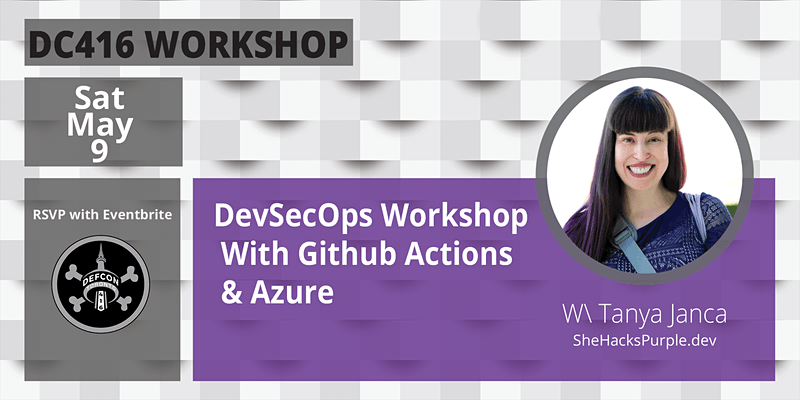 DC416 WORKSHOP
Sat
May
9
RSVP with Eventbrite
DEFCON
TORONTO
DevSecOps Workshop
With Github Actions
& Azure
W\ Tanya Janca
SheHacksPurple.dev